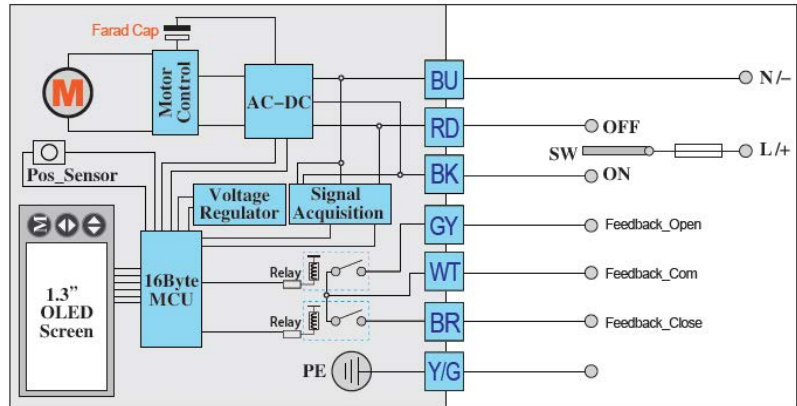 Farad Cap
M
Motor
Control
AC-DC
BU
N/-
RD
OFF
SW
L/+
BK
ON
Pos_Sensor
Voltage
Regulator
Signal
Acquisition
GY
Feedback_Open
M
1.3”
OLED
Screen
16Byte
MCU
Relay
WT
Feedback_Com
Relay
BR
Feedback_Close
PE
Y/G